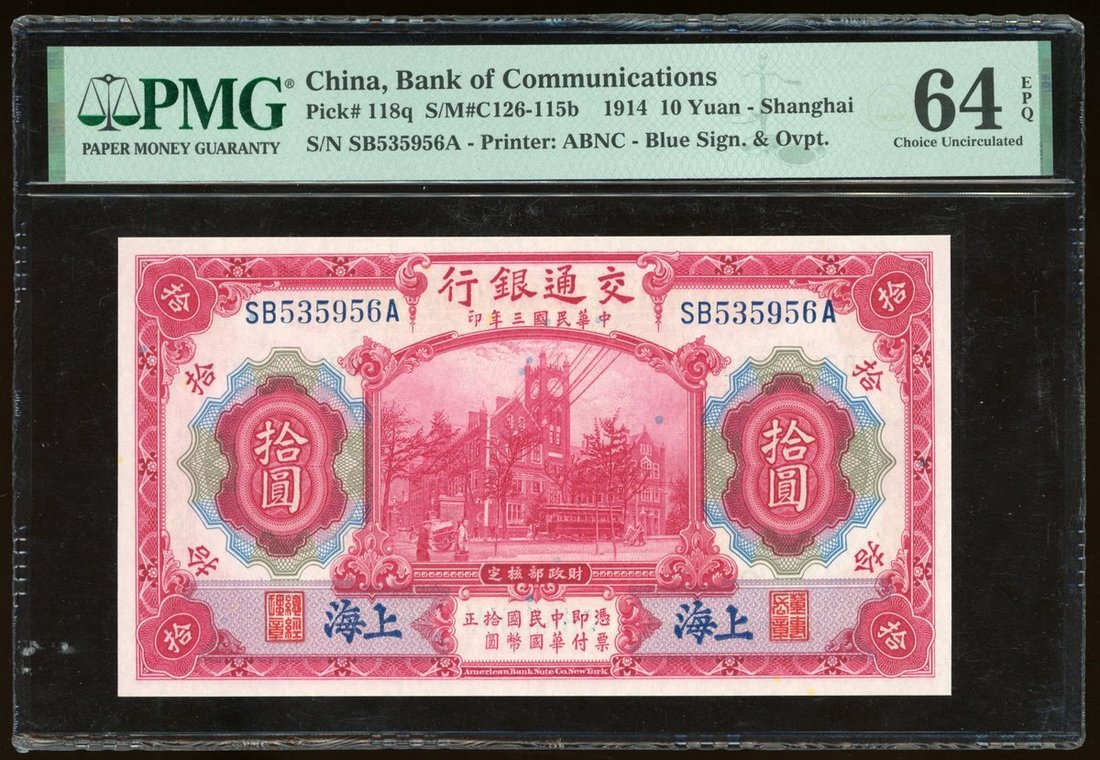 PMG®
PAPER MONEY GUARANTY
China, Bank of Communications
Pick# 118q S/M#C126-115b 1914 10 Yuan - Shanghai
S/N SB535956A - Printer: ABNC - Blue Sign. & Ovpt.
64 EPQ
Choice Uncirculated
拾
拾
行銀通交
印年三國民華中
SB535956A
SB535956A
拾
拾
拾圓
拾圓
拾
拾
定核部政財
海上
海上
正拾國民中即憑
圓幣國華付票
拾
拾
American Bank Note Co. New York.